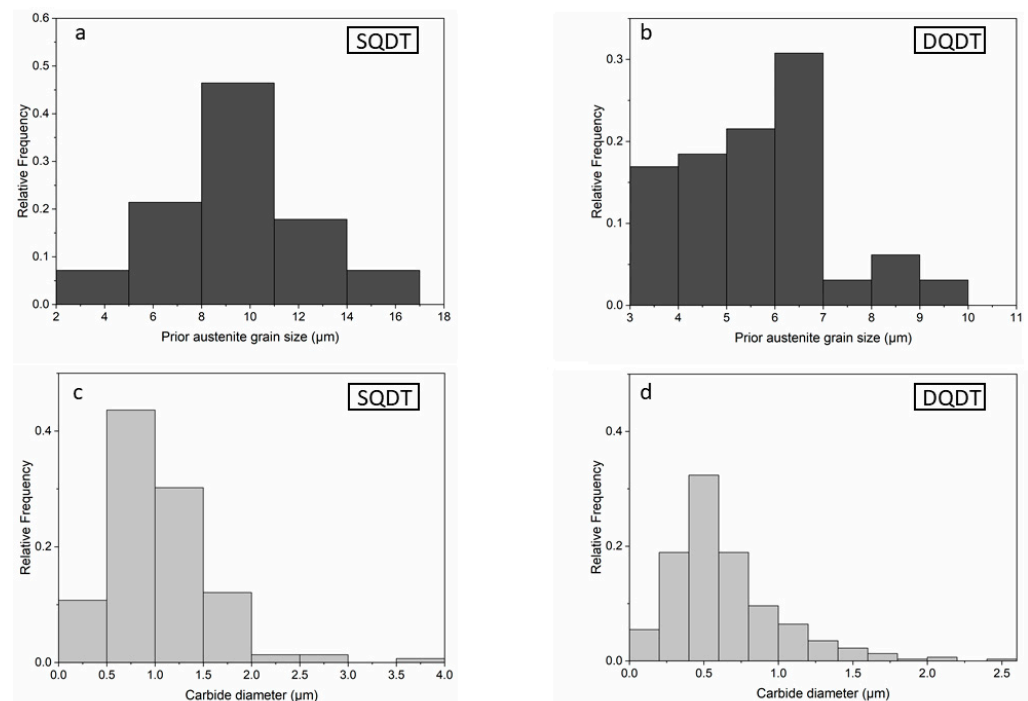 a
SQDT
Relative Frequency
0.6
0.5
0.4
0.3
0.2
0.1
0.0
2 4 6 8 10 12 14 16 18
Prior austenite grain size (µm)
b
DQDT
Relative Frequency
0.3
0.2
0.1
0.0
3 4 5 6 7 8 9 10 11
Prior austenite grain size (µm)
c
SQDT
Relative Frequency
0.4
0.2
0.0
0.0 0.5 1.0 1.5 2.0 2.5 3.0 3.5 4.0
Carbide diameter (µm)
d
DQDT
Relative Frequency
0.4
0.2
0.0
0.0 0.5 1.0 1.5 2.0 2.5
Carbide diameter (µm)